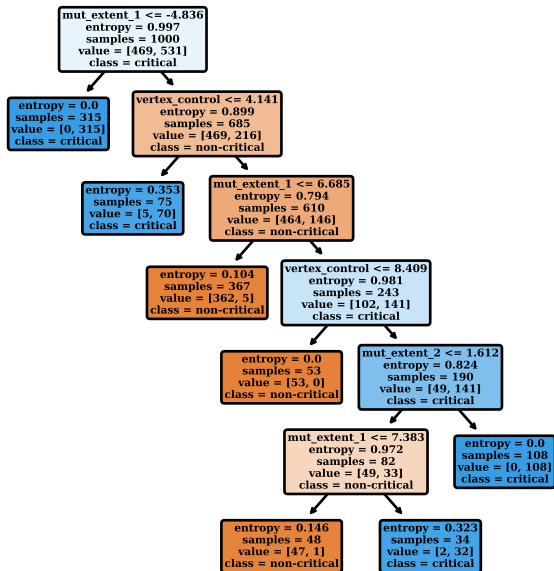 mut_extent_1 <= -4.836
entropy = 0.997
samples = 1000
value = [469, 531]
class = critical
entropy = 0.0
samples = 315
value = [0, 315]
class = critical
vertex_control <= 4.141
entropy = 0.899
samples = 685
value = [469, 216]
class = non-critical
entropy = 0.353
samples = 75
value = [5, 70]
class = critical
mut_extent_1 <= 6.685
entropy = 0.794
samples = 610
value = [464, 146]
class = non-critical
entropy = 0.104
samples = 367
value = [362, 5]
class = non-critical
vertex_control <= 8.409
entropy = 0.981
samples = 243
value = [102, 141]
class = critical
entropy = 0.0
samples = 53
value = [53, 0]
class = non-critical
mut_extent_2 <= 1.612
entropy = 0.824
samples = 190
value = [49, 141]
class = critical
mut_extent_1 <= 7.383
entropy = 0.972
samples = 82
value = [49, 33]
class = non-critical
entropy = 0.0
samples = 108
value = [0, 108]
class = critical
entropy = 0.146
samples = 48
value = [47, 1]
class = non-critical
entropy = 0.323
samples = 34
value = [2, 32]
class = critical